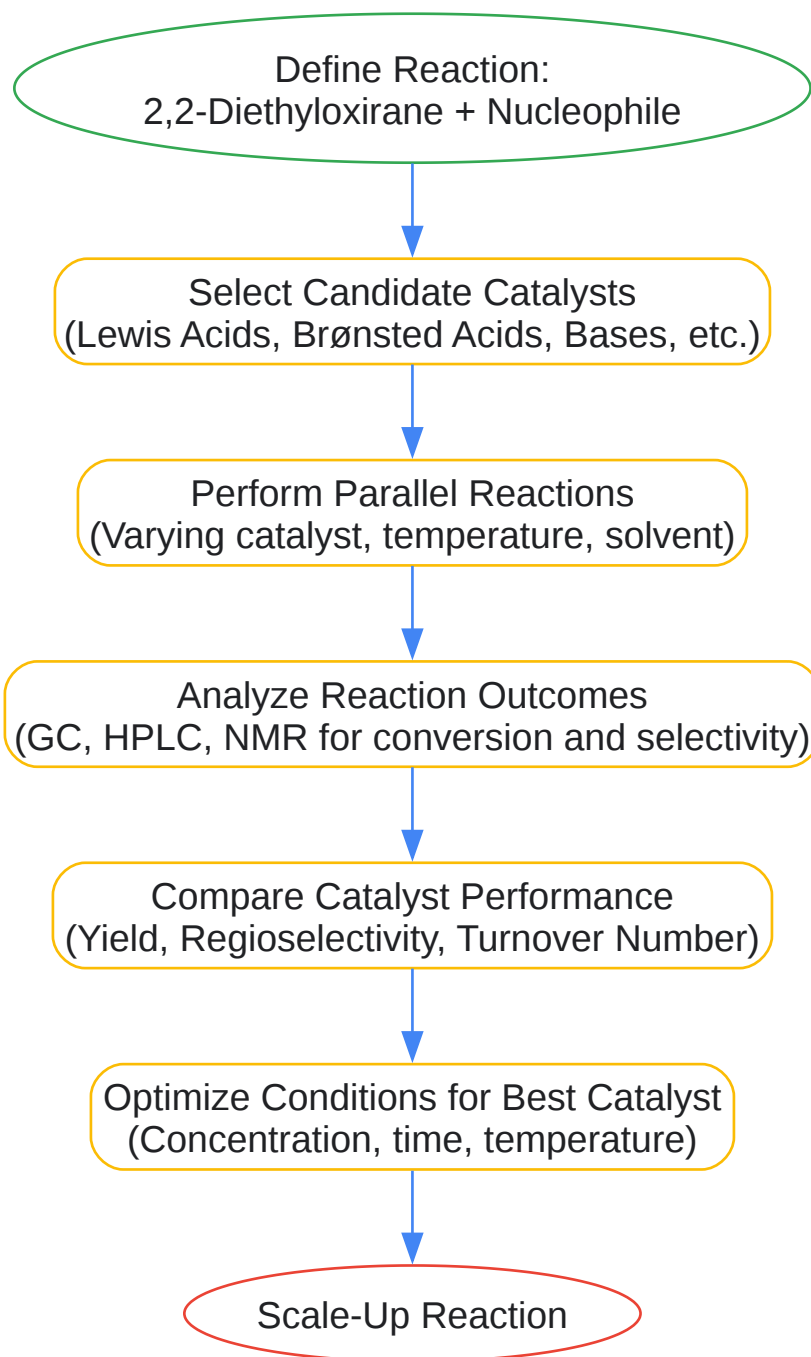 Define Reaction:
2,2-Diethyloxirane + Nucleophile
Select Candidate Catalysts
(Lewis Acids, Brønsted Acids, Bases, etc.)
Perform Parallel Reactions
(Varying catalyst, temperature, solvent)
Analyze Reaction Outcomes
(GC, HPLC, NMR for conversion and selectivity)
Compare Catalyst Performance
(Yield, Regioselectivity, Turnover Number)
Optimize Conditions for Best Catalyst
(Concentration, time, temperature)
Scale-Up Reaction